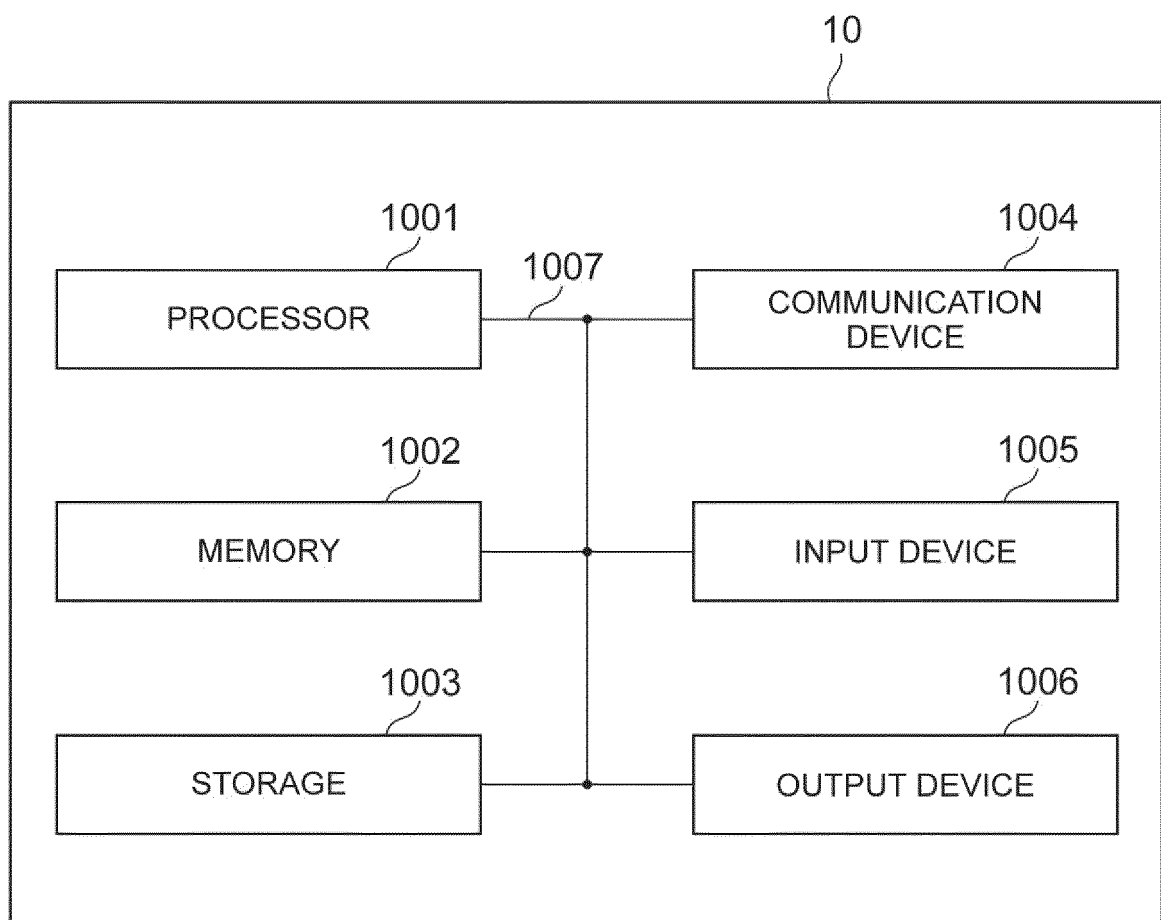 10
1001
1004
1007
PROCESSOR
COMMUNICATION
DEVICE
1002
1005
MEMORY
INPUT DEVICE
1003
1006
STORAGE
OUTPUT DEVICE